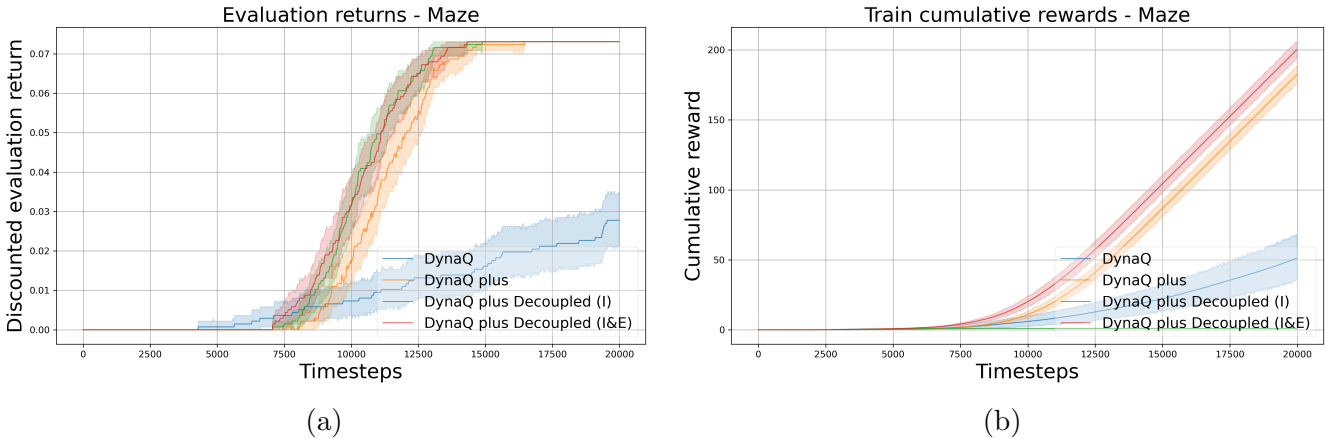 Evaluation returns - Maze
Discounted evaluation return
0.07
0.06
0.05
0.04
0.03
0.02
0.01
0.00
DynaQ
DynaQ plus
DynaQ plus Decoupled (I)
DynaQ plus Decoupled (I&E)
0 2500 5000 7500 10000 12500 15000 17500 20000
Timesteps
(a)
Train cumulative rewards - Maze
Cumulative reward
200
150
100
50
0
DynaQ
DynaQ plus
DynaQ plus Decoupled (I)
DynaQ plus Decoupled (I&E)
0 2500 5000 7500 10000 12500 15000 17500 20000
Timesteps
(b)